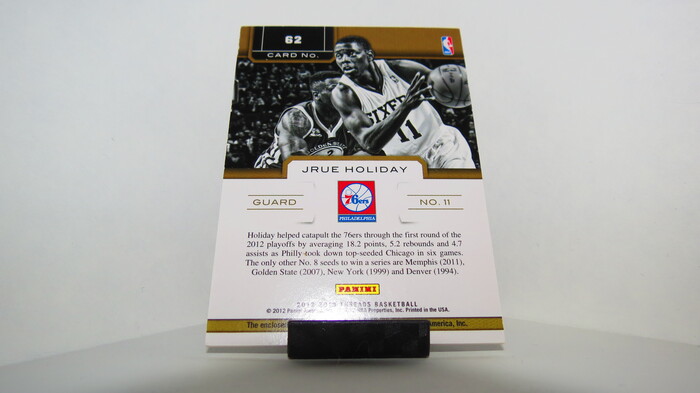 62
CARD No.
SIXERS
11
JRUE HOLIDAY
GUARD
76ers
PHILADELPHIA
NO. 11
Holiday helped catapult the 76ers through the first round of the
2012 playoffs by averaging 18.2 points, 5.2 rebounds and 4.7
assists as Philly took down top-seeded Chicago in six games.
The only other No. 8 seeds to win a series are Memphis (2011),
Golden State (2007), New York (1999) and Denver (1994).
PANINI
BASKETBALL
© 2012 Properties, Inc. Printed in the USA.
The enclosed America, Inc.